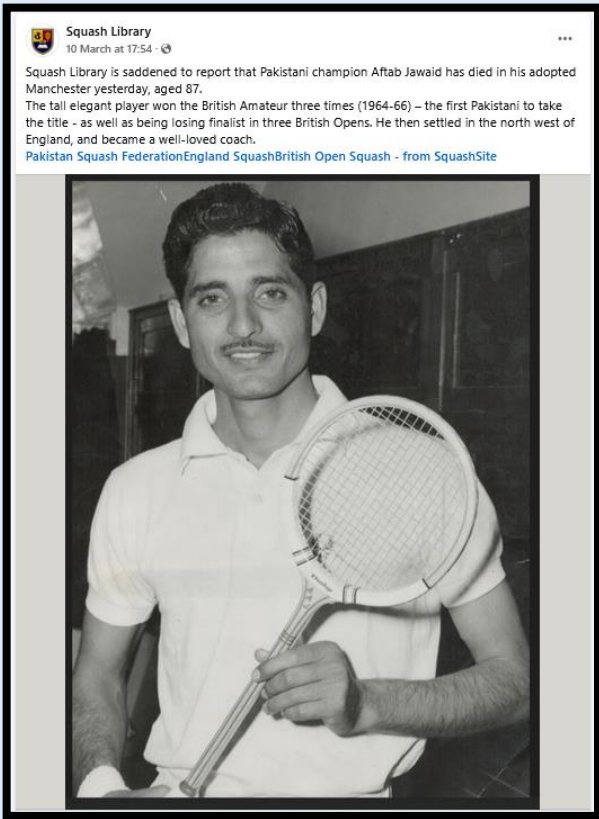 Squash Library
10 March at 17:54 ·
Squash Library is saddened to report that Pakistani champion Aftab Jawaid has died in his adopted
Manchester yesterday, aged 87.
The tall elegant player won the British Amateur three times (1964-66) – the first Pakistani to take
the title - as well as being losing finalist in three British Opens. He then settled in the north west of
England, and became a well-loved coach.
Pakistan Squash FederationEngland SquashBritish Open Squash - from SquashSite